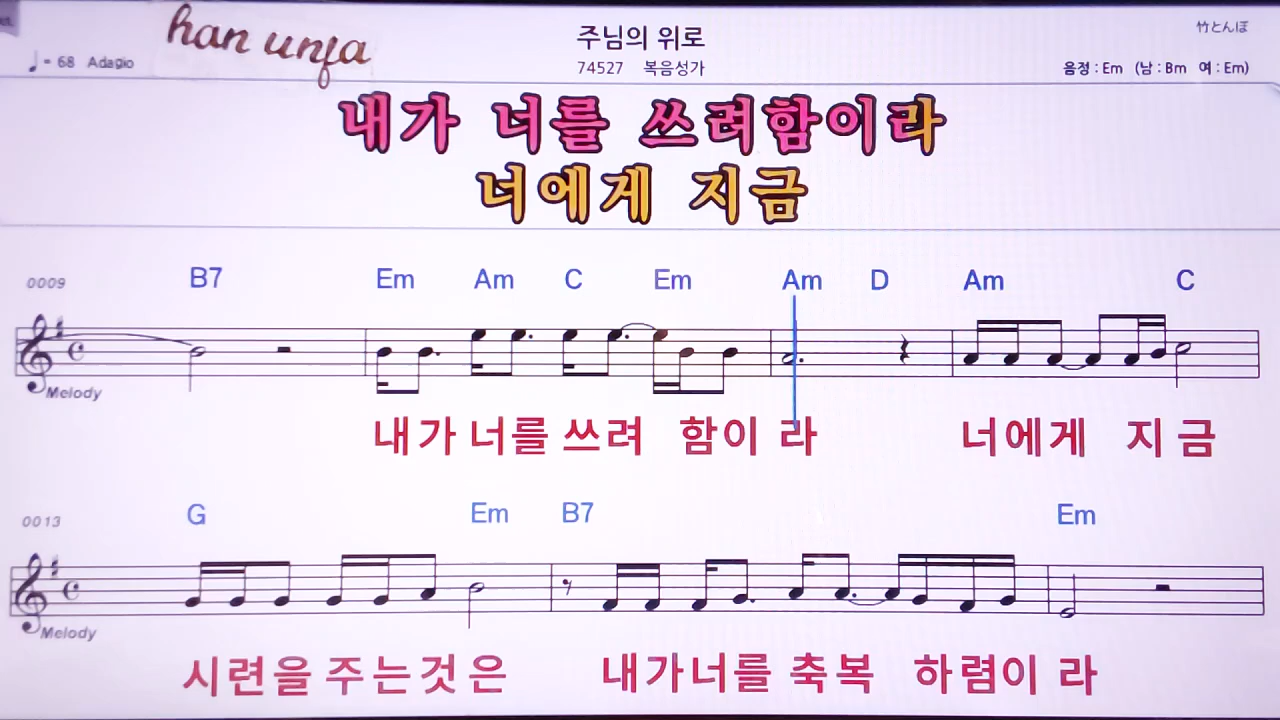 han unfa
주님의 위로
竹とんぼ
♩= 68 Adagio
74527 복음성가
음정 : Em (남 : Bm 여 : Em)
내가 너를 쓰려함이라
너에게 지금
0009 B7 Em Am C Em Am D Am C
Melody
내가 너를 쓰려 함이 라 너에게 지 금
0013 G Em B7 Em
Melody
시련을 주는것 은 내가너를 축복 하렴이 라